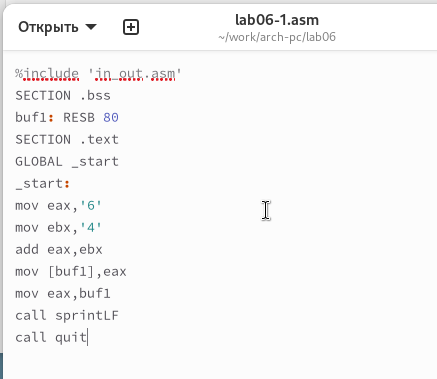 Открыть
lab06-1.asm
~/work/arch-pc/lab06
%include 'in_out.asm'
SECTION .bss
buf1: RESB 80
SECTION .text
GLOBAL _start
_start:
mov eax,'6'
mov ebx,'4'
add eax,ebx
mov [buf1],eax
mov eax,buf1
call sprintLF
call quit